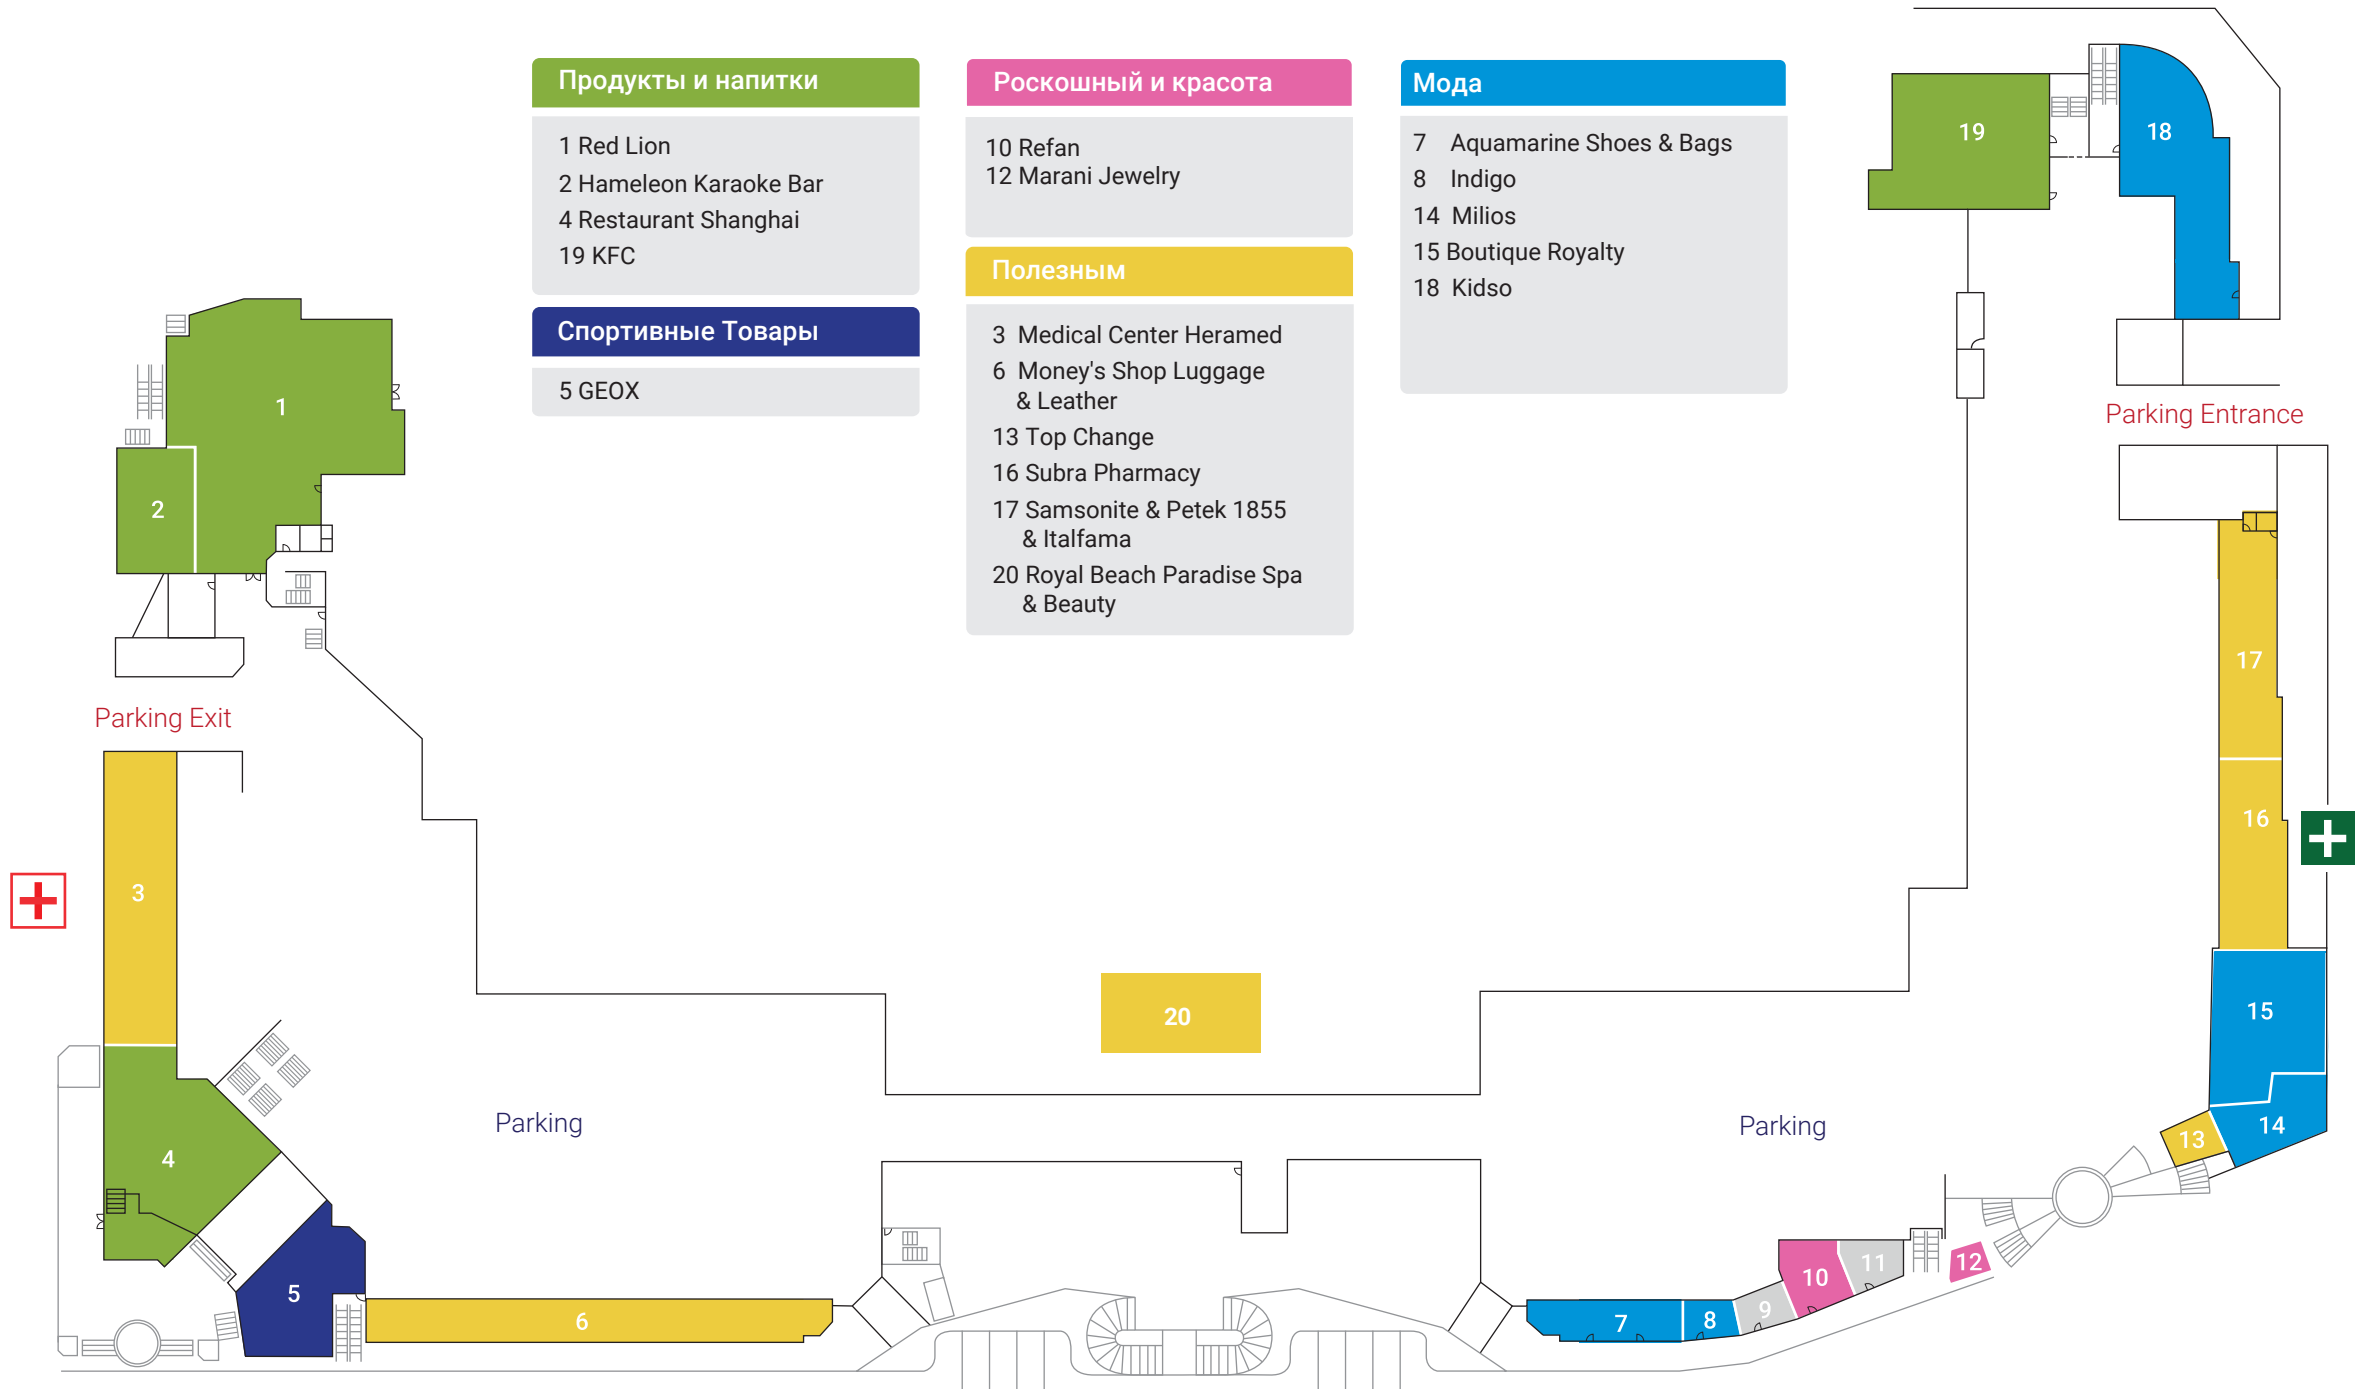 Продукты и напитки
1 Red Lion
2 Hameleon Karaoke Bar
4 Restaurant Shanghai
19 KFC
Спортивные Товары
5 GEOX
Роскошный и красота
10 Refan
12 Marani Jewelry
Полезным
3 Medical Center Heramed
6 Money's Shop Luggage
& Leather
13 Top Change
16 Subra Pharmacy
17 Samsonite & Petek 1855
& Italfama
20 Royal Beach Paradise Spa
& Beauty
Мода
7 Aquamarine Shoes & Bags
8 Indigo
14 Milios
15 Boutique Royalty
18 Kidso
19
18
Parking Entrance
1
2
17
Parking Exit
16
3
15
20
Parking
Parking
14
13
4
12
11
10
5
9
8
7
6